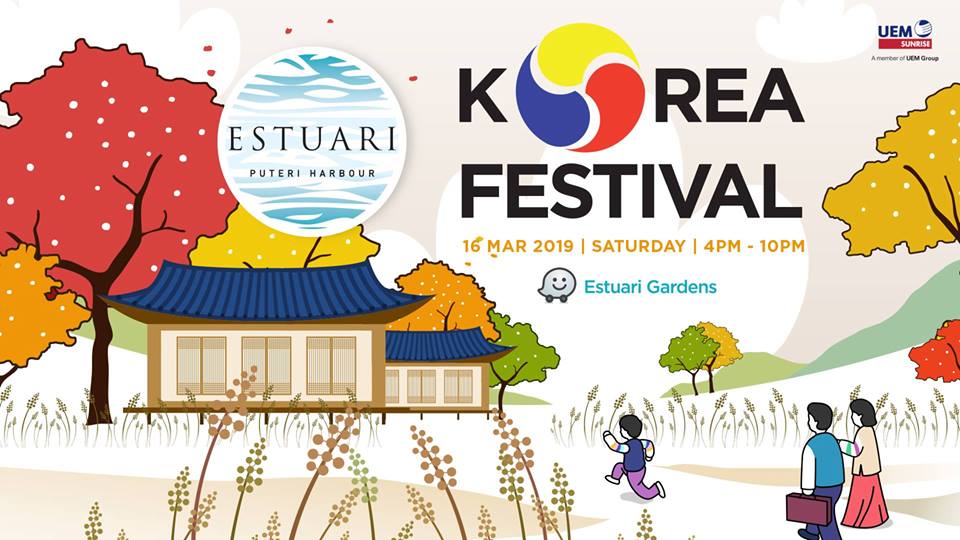 ESTUARI
PUTERI HARBOUR
KOREA
FESTIVAL
16 MAR 2019 | SATURDAY | 4PM - 10PM
Estuari Gardens
UEM
SUNRISE
A member of UEM Group